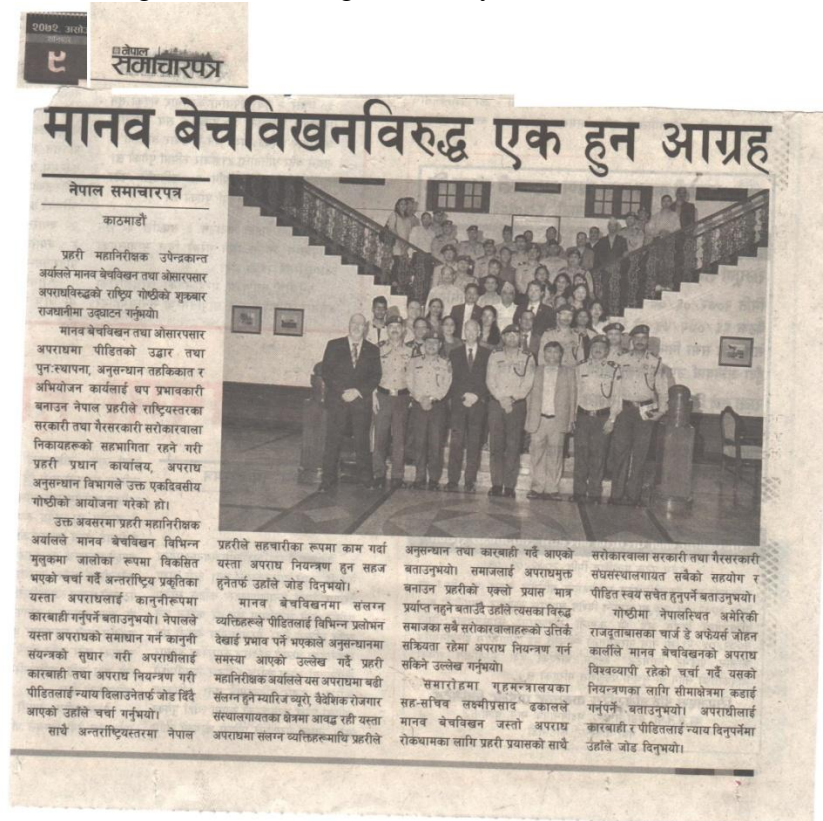 २०७२ असो
९
नेपाल
समाचारपत्र
मानव बेचविखनविरुद्ध एक हुन आग्रह
नेपाल समाचारपत्र
काठमाडौं
प्रहरी महानिरीक्षक उपेन्द्रकान्त
अर्यालले मानव बेचविखन तथा ओसारपसार
अपराधविरुद्धको राष्ट्रिय गोष्ठीको शुक्रबार
राजधानीमा उद्घाटन गर्नुभयो।
मानव बेचविखन तथा ओसारपसार
अपराधमा पीडितको उद्धार तथा
पुन:स्थापना, अनुसन्धान तहकिकात र
अभियोजन कार्यलाई थप प्रभावकारी
बनाउन नेपाल प्रहरीले राष्ट्रियस्तरका
सरकारी तथा गैरसरकारी सरोकारवाला
निकायहरूको सहभागिता रहने गरी
प्रहरी प्रधान कार्यालय, अपराध
अनुसन्धान विभागले उक्त एकदिवसीय
गोष्ठीको आयोजना गरेको हो।
उक्त अवसरमा प्रहरी महानिरीक्षक
अर्यालले मानव बेचविखन विभिन्न
मुलुकमा जालोका रूपमा विकसित
भएको चर्चा गर्दै अन्तर्राष्ट्रिय प्रकृतिका
यस्ता अपराधलाई कानुनीरूपमा
कारबाही गर्नुपर्ने बताउनुभयो। नेपालले
यस्ता अपराधको समाधान गर्न कानुनी
संयन्त्रको सुधार गरी अपराधीलाई
कारबाही तथा अपराध नियन्त्रण गरी
पीडितलाई न्याय दिलाउनेतर्फ जोड दिँदै
आएको उहाँले चर्चा गर्नुभयो।
साथै अन्तर्राष्ट्रियस्तरमा नेपाल
प्रहरीले सहचारीका रूपमा काम गर्दा
यस्ता अपराध नियन्त्रण हुन सहज
हुनेतर्फ उहाँले जोड दिनुभयो।
मानव बेचविखनमा संलग्न
व्यक्तिहरूले पीडितलाई विभिन्न प्रलोभन
देखाई प्रभाव पर्ने भएकाले अनुसन्धानमा
समस्या आएको उल्लेख गर्दै प्रहरी
महानिरीक्षक अर्यालले यस अपराधमा बढी
संलग्न हुने म्यारिज ब्यूरो, वैदेशिक रोजगार
संस्थालगायतका क्षेत्रमा आवद्ध रही यस्ता
अपराधमा संलग्न व्यक्तिहरूमाथि प्रहरीले
अनुसन्धान तथा कारबाही गर्दै आएको
बताउनुभयो। समाजलाई अपराधमुक्त
बनाउन प्रहरीको एक्लो प्रयास मात्र
पर्याप्त नहुने बताउँदै उहाँले त्यसका विरुद्ध
समाजका सबै सरोकारवालाहरूको उत्तिकै
सक्रियता रहेमा अपराध नियन्त्रण गर्न
सकिने उल्लेख गर्नुभयो।
समारोहमा गृहमन्त्रालयका
सह-सचिव लक्ष्मीप्रसाद ढकालले
मानव बेचविखन जस्तो अपराध
रोकथामका लागि प्रहरी प्रयासको साथै
सरोकारवाला सरकारी तथा गैरसरकारी
संघसंस्थालगायत सबैको सहयोग र
पीडित स्वयं सचेत हुनुपर्ने बताउनुभयो।
गोष्ठीमा नेपालस्थित अमेरिकी
राजदूतावासका चार्ज डे अफेयर्स जोहन
कार्लीले मानव बेचविखनको अपराध
विश्वव्यापी रहेको चर्चा गर्दै यसको
नियन्त्रणका लागि सीमाक्षेत्रमा कडाई
गर्नुपर्ने बताउनुभयो। अपराधीलाई
कारबाही र पीडितलाई न्याय दिनुपर्नेमा
उहाँले जोड दिनुभयो।